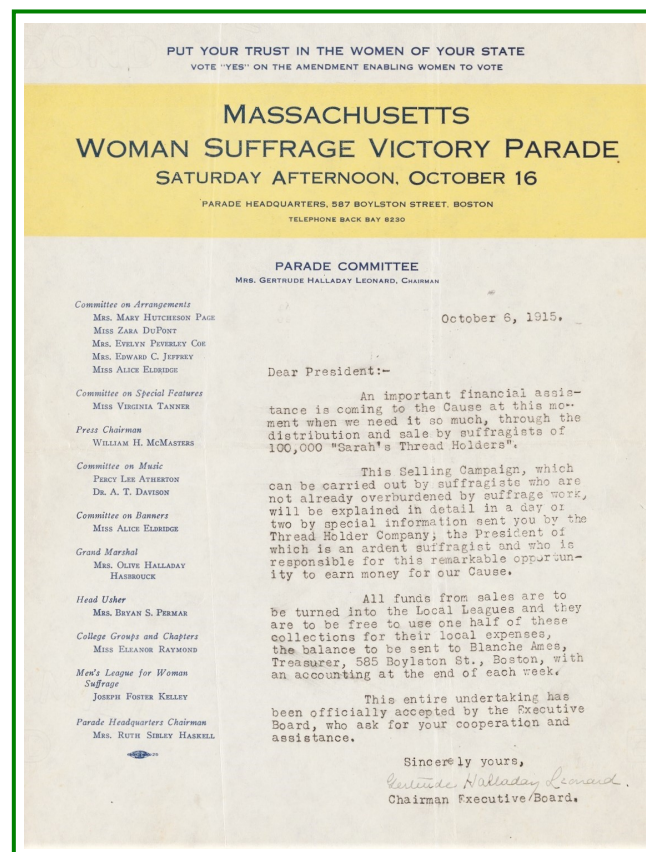 PUT YOUR TRUST IN THE WOMEN OF YOUR STATE
VOTE "YES" ON THE AMENDMENT ENABLING WOMEN TO VOTE
MASSACHUSETTS
WOMAN SUFFRAGE VICTORY PARADE
SATURDAY AFTERNOON, OCTOBER 16
PARADE HEADQUARTERS, 587 BOYLSTON STREET, BOSTON
TELEPHONE BACK BAY 8230
PARADE COMMITTEE
MRS. GERTRUDE HALLADAY LEONARD, CHAIRMAN
Committee on Arrangements
MRS. MARY HUTCHESON PAGE
MISS ZARA DUPONT
MRS. EVELYN PEVERLEY COE
MRS. EDWARD C. JEFFREY
MISS ALICE ELDRIDGE
Committee on Special Features
MISS VIRGINIA TANNER
Press Chairman
WILLIAM H. MCMASTERS
Committee on Music
PERCY LEE ATHERTON
DR. A. T. DAVISON
Committee on Banners
MISS ALICE ELDRIDGE
Grand Marshal
MRS. OLIVE HALLADAY
HASBROUCK
Head Usher
MRS. BRYAN S. PERMAR
College Groups and Chapters
MISS ELEANOR RAYMOND
Men's League for Woman
Suffrage
JOSEPH FOSTER KELLEY
Parade Headquarters Chairman
MRS. RUTH SIBLEY HASKELL
October 6, 1915.
Dear President:-
An important financial assis-
tance is coming to the Cause at this mo-
ment when we need it so much, through the
distribution and sale by suffragists of
100,000 "Sarah's Thread Holders".
This Selling Campaign, which
can be carried out by suffragists who are
not already overburdened by suffrage work,
will be explained in detail in a day or
two by special information sent you by the
Thread Holder Company; the President of
which is an ardent suffragist and who is
responsible for this remarkable opportun-
ity to earn money for our Cause.
All funds from sales are to
be turned into the Local Leagues and they
are to be free to use one half of these
collections for their local expenses,
the balance to be sent to Blanche Ames,
Treasurer, 585 Boylston St., Boston, with
an accounting at the end of each week.
This entire undertaking has
been officially accepted by the Executive
Board, who ask for your cooperation and
assistance.
Sincerely yours,
Gertrude Halladay Leonard.
Chairman Executive Board.